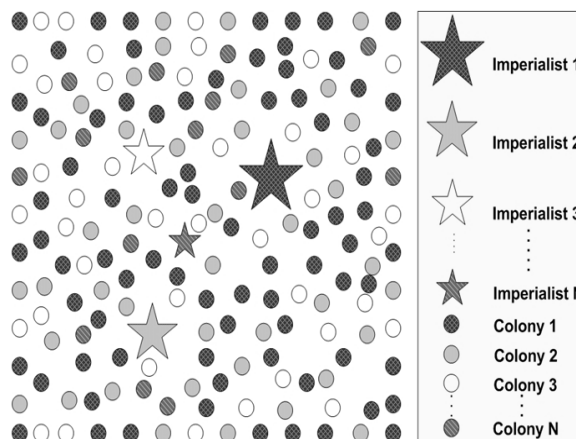 Imperialist 1
Imperialist 2
Imperialist 3
Imperialist N
Colony 1
Colony 2
Colony 3
Colony N